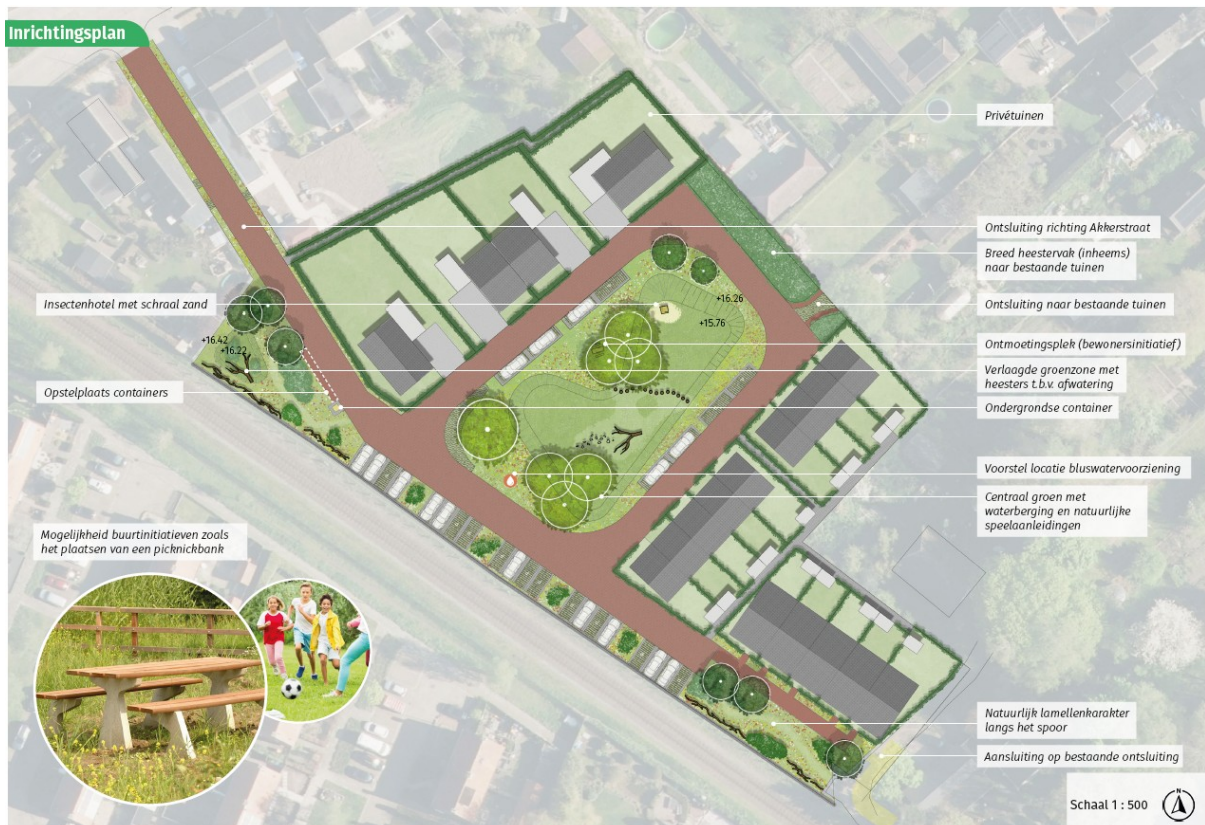 Inrichtingsplan
Privétuinen
Ontsluiting richting Akkerstraat
Breed heestervak (inheems)
naar bestaande tuinen
Insectenhotel met schraal zand
Ontsluiting naar bestaande tuinen
+16.26
+15.76
+16.42
+16.22
Ontmoetingsplek (bewonersinitiatief)
Verlaagde groenzone met
heesters t.b.v. afwatering
Opstelplaats containers
Ondergrondse container
Voorstel locatie bluswatervoorziening
Centraal groen met
waterberging en natuurlijke
speelaanleidingen
Mogelijkheid buurtinitiatieven zoals
het plaatsen van een picknickbank
Natuurlijk lamellenkarakter
langs het spoor
Aansluiting op bestaande ontsluiting
Schaal 1 : 500
N